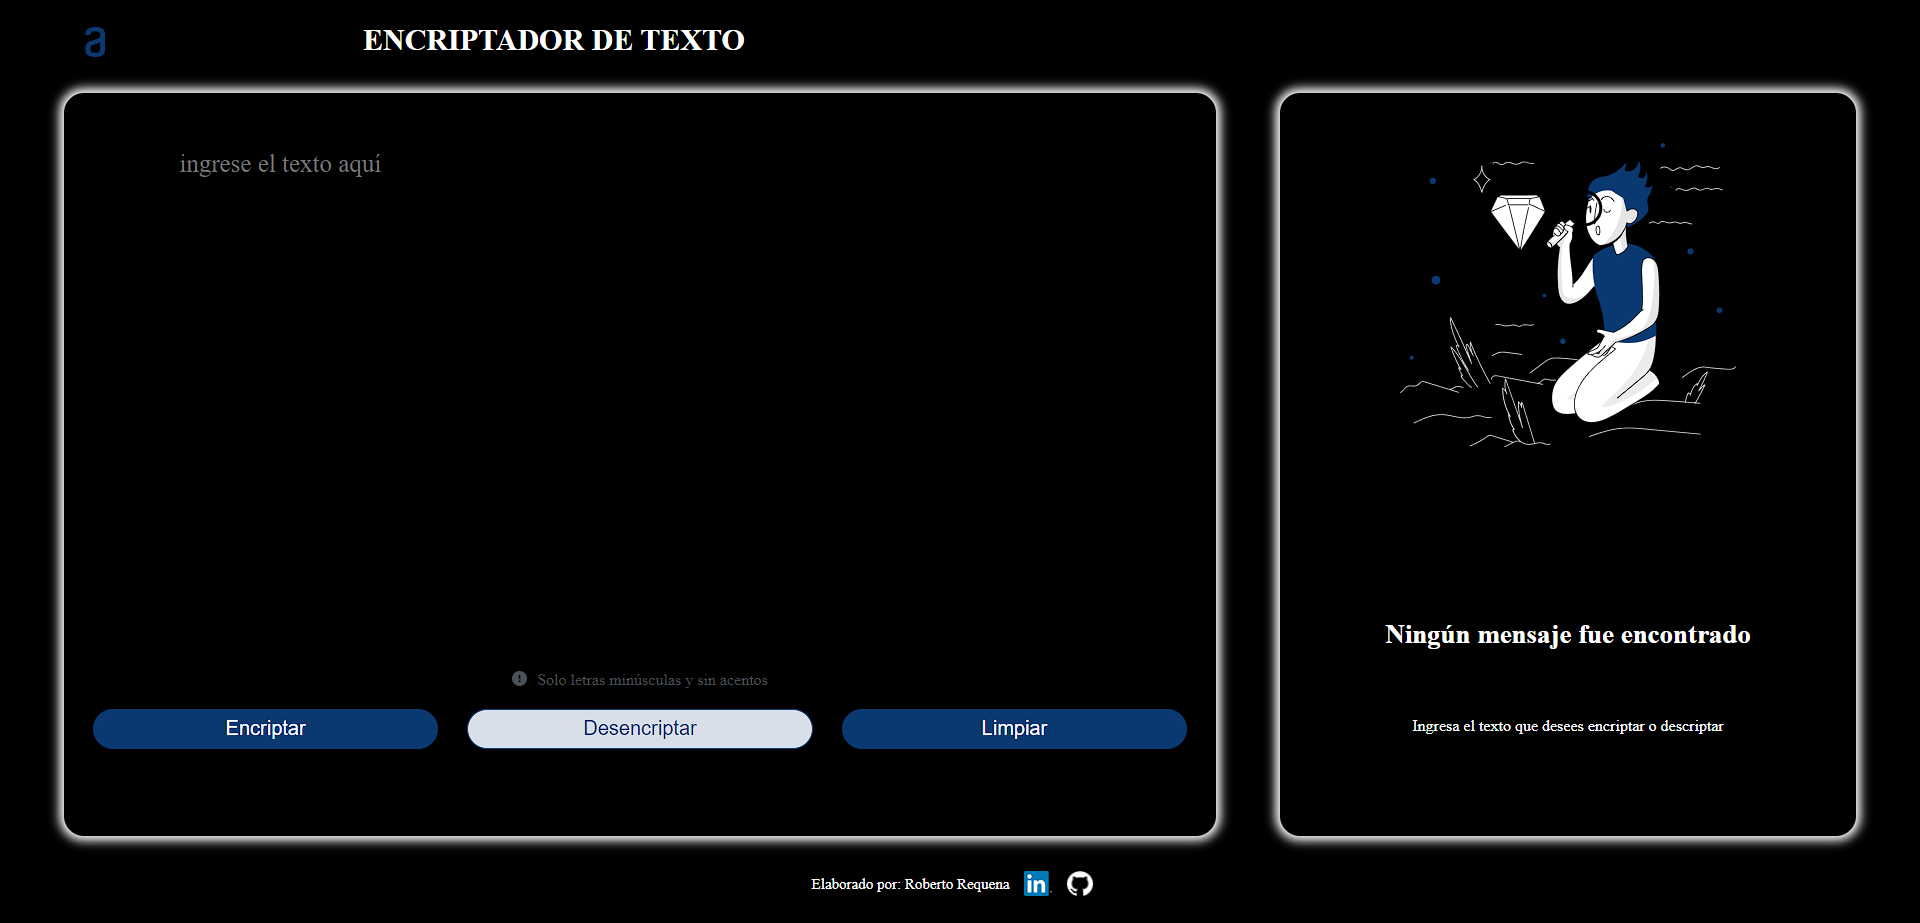 a
ENCRIPTADOR DE TEXTO
ingrese el texto aquí
Solo letras minúsculas y sin acentos
Encriptar
Desencriptar
Limpiar
Ningún mensaje fue encontrado
Ingresa el texto que desees encriptar o descriptar
Elaborado por: Roberto Requena
in